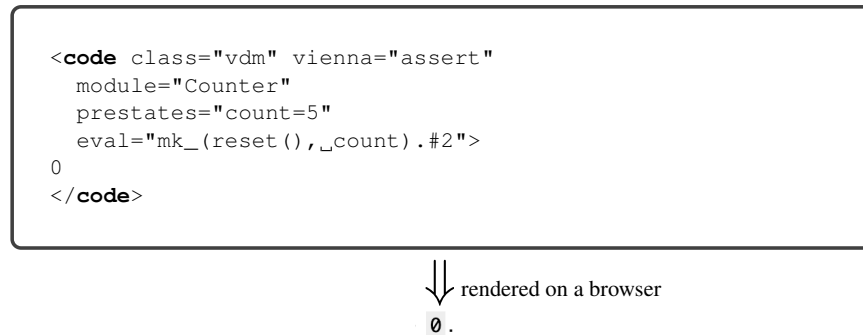 <code class="vdm" vienna="assert"
  module="Counter"
  prestates="count=5"
  eval="mk_(reset(),␣count).#2">
0
</code>
rendered on a browser
0.